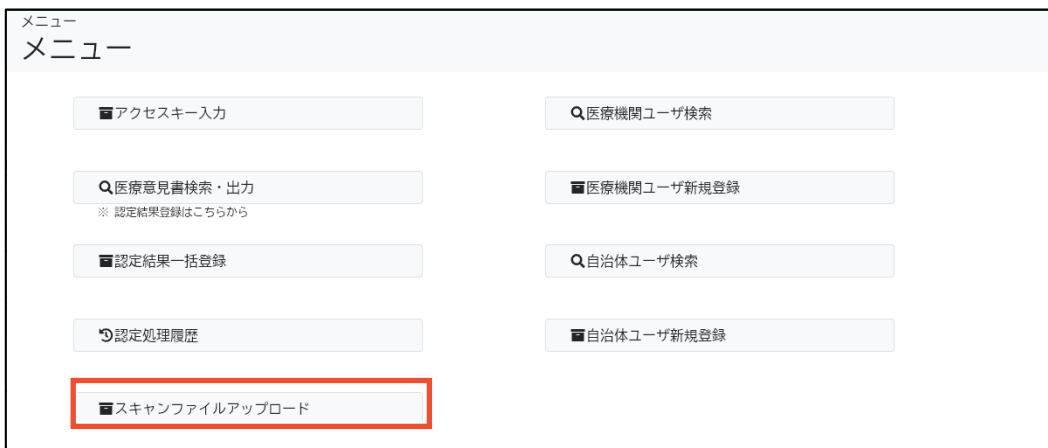 メニュー
メニュー
アクセスキー入力
医療機関ユーザ検索
医療意見書検索・出力
医療機関ユーザ新規登録
※ 認定結果登録はこちらから
認定結果一括登録
自治体ユーザ検索
認定処理履歴
自治体ユーザ新規登録
スキャンファイルアップロード